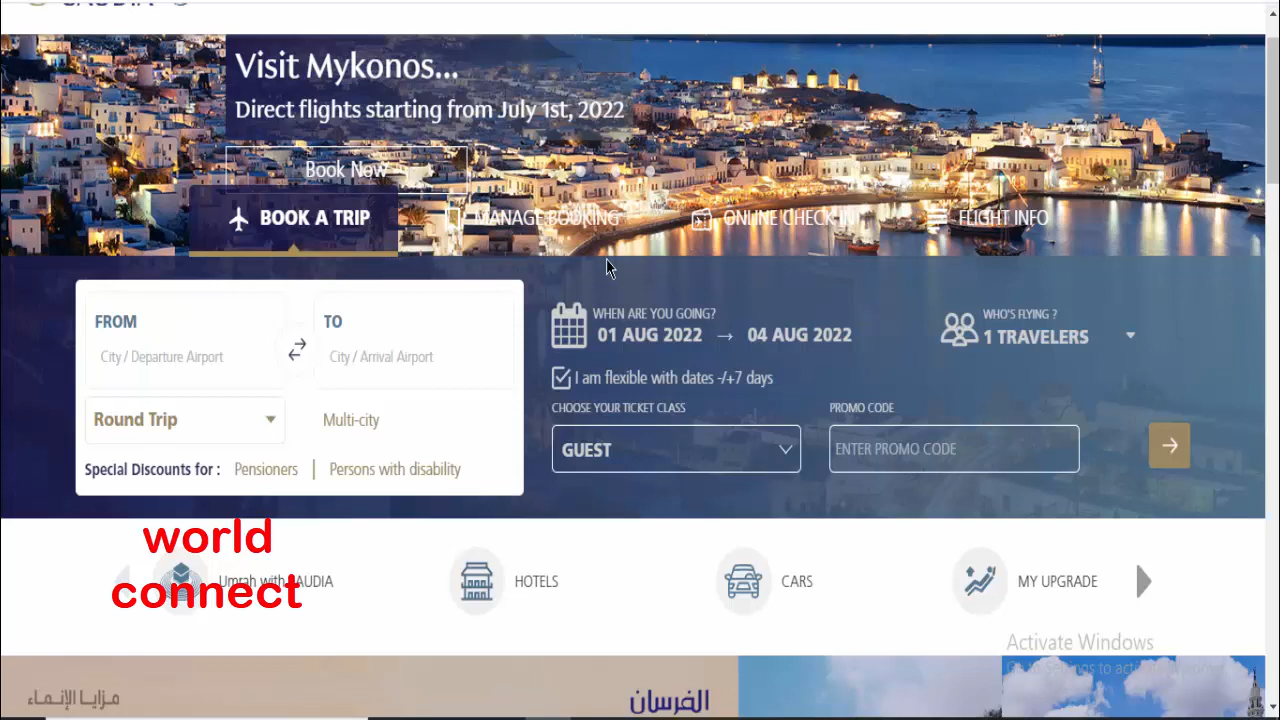 Visit Mykonos...
Direct flights starting from July 1st, 2022
Book Now
BOOK A TRIP
MANAGE BOOKING
ONLINE CHECK IN
FLIGHT INFO
FROM
City / Departure Airport
TO
City / Arrival Airport
WHEN ARE YOU GOING?
01 AUG 2022 → 04 AUG 2022
WHO'S FLYING ?
1 TRAVELERS
I am flexible with dates -/+7 days
Round Trip
Multi-city
CHOOSE YOUR TICKET CLASS
GUEST
PROMO CODE
ENTER PROMO CODE
Special Discounts for : Pensioners | Persons with disability
world
connect
Umrah with SAUDIA
HOTELS
CARS
MY UPGRADE
Activate Windows
Go to Settings to
مزايا الإنماء
الفرسان